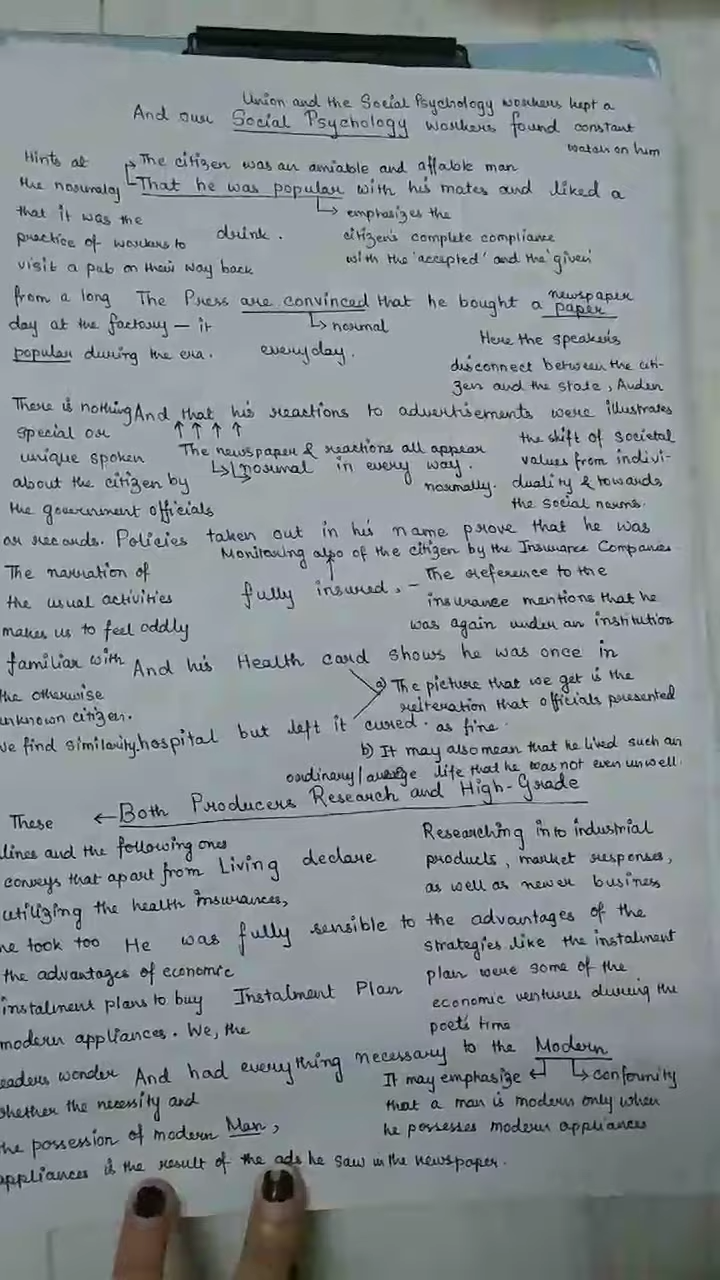 Union and the Social Psychology workers kept a
And our Social Psychology workers found constant
watch on him
Hints at The citizen was an amiable and affable man
the normalcy That he was popular with his mates and liked a
that it was the emphasizes the
practice of workers to drink. citizen's complete compliance
visit a pub on their way back with the 'accepted' and the 'given'
from a long The Press are convinced that he bought a newspaper paper
day at the factory – it normal Here the speaker's
popular during the era. everyday. disconnect between the citi-
zen and the state, Auden
There is nothing And that his reactions to advertisements were illustrates
special or The newspaper & reactions all appear the shift of societal
unique spoken normal in every way. values from indivi-
about the citizen by normally. duality & towards
the government officials the social norms.
or records. Policies taken out in his name prove that he was
Monitoring also of the citizen by the Insurance Companies
The narration of fully insured, – The reference to the
the usual activities insurance mentions that he
makes us to feel oddly was again under an institution
familiar with And his Health card shows he was once in
the otherwise a) The picture that we get is the
unknown citizen. reiteration that officials presented
We find similarity. hospital but left it cured. as fine.
b) It may also mean that he lived such an
ordinary/average life that he was not even unwell.
These ← Both Producers Research and High-Grade
lines and the following ones Researching into industrial
conveys that apart from Living declare products, market responses,
utilizing the health insurances, as well as newer business
he took too He was fully sensible to the advantages of the
the advantages of economic strategies like the instalment
instalment plans to buy Instalment Plan plan were some of the
modern appliances. We, the economic ventures during the
poet's time
readers wonder And had everything necessary to the Modern
whether the necessity and It may emphasize conformity
the possession of modern Man, that a man is modern only when
he possesses modern appliances
appliances is the result of the ads he saw in the newspaper.